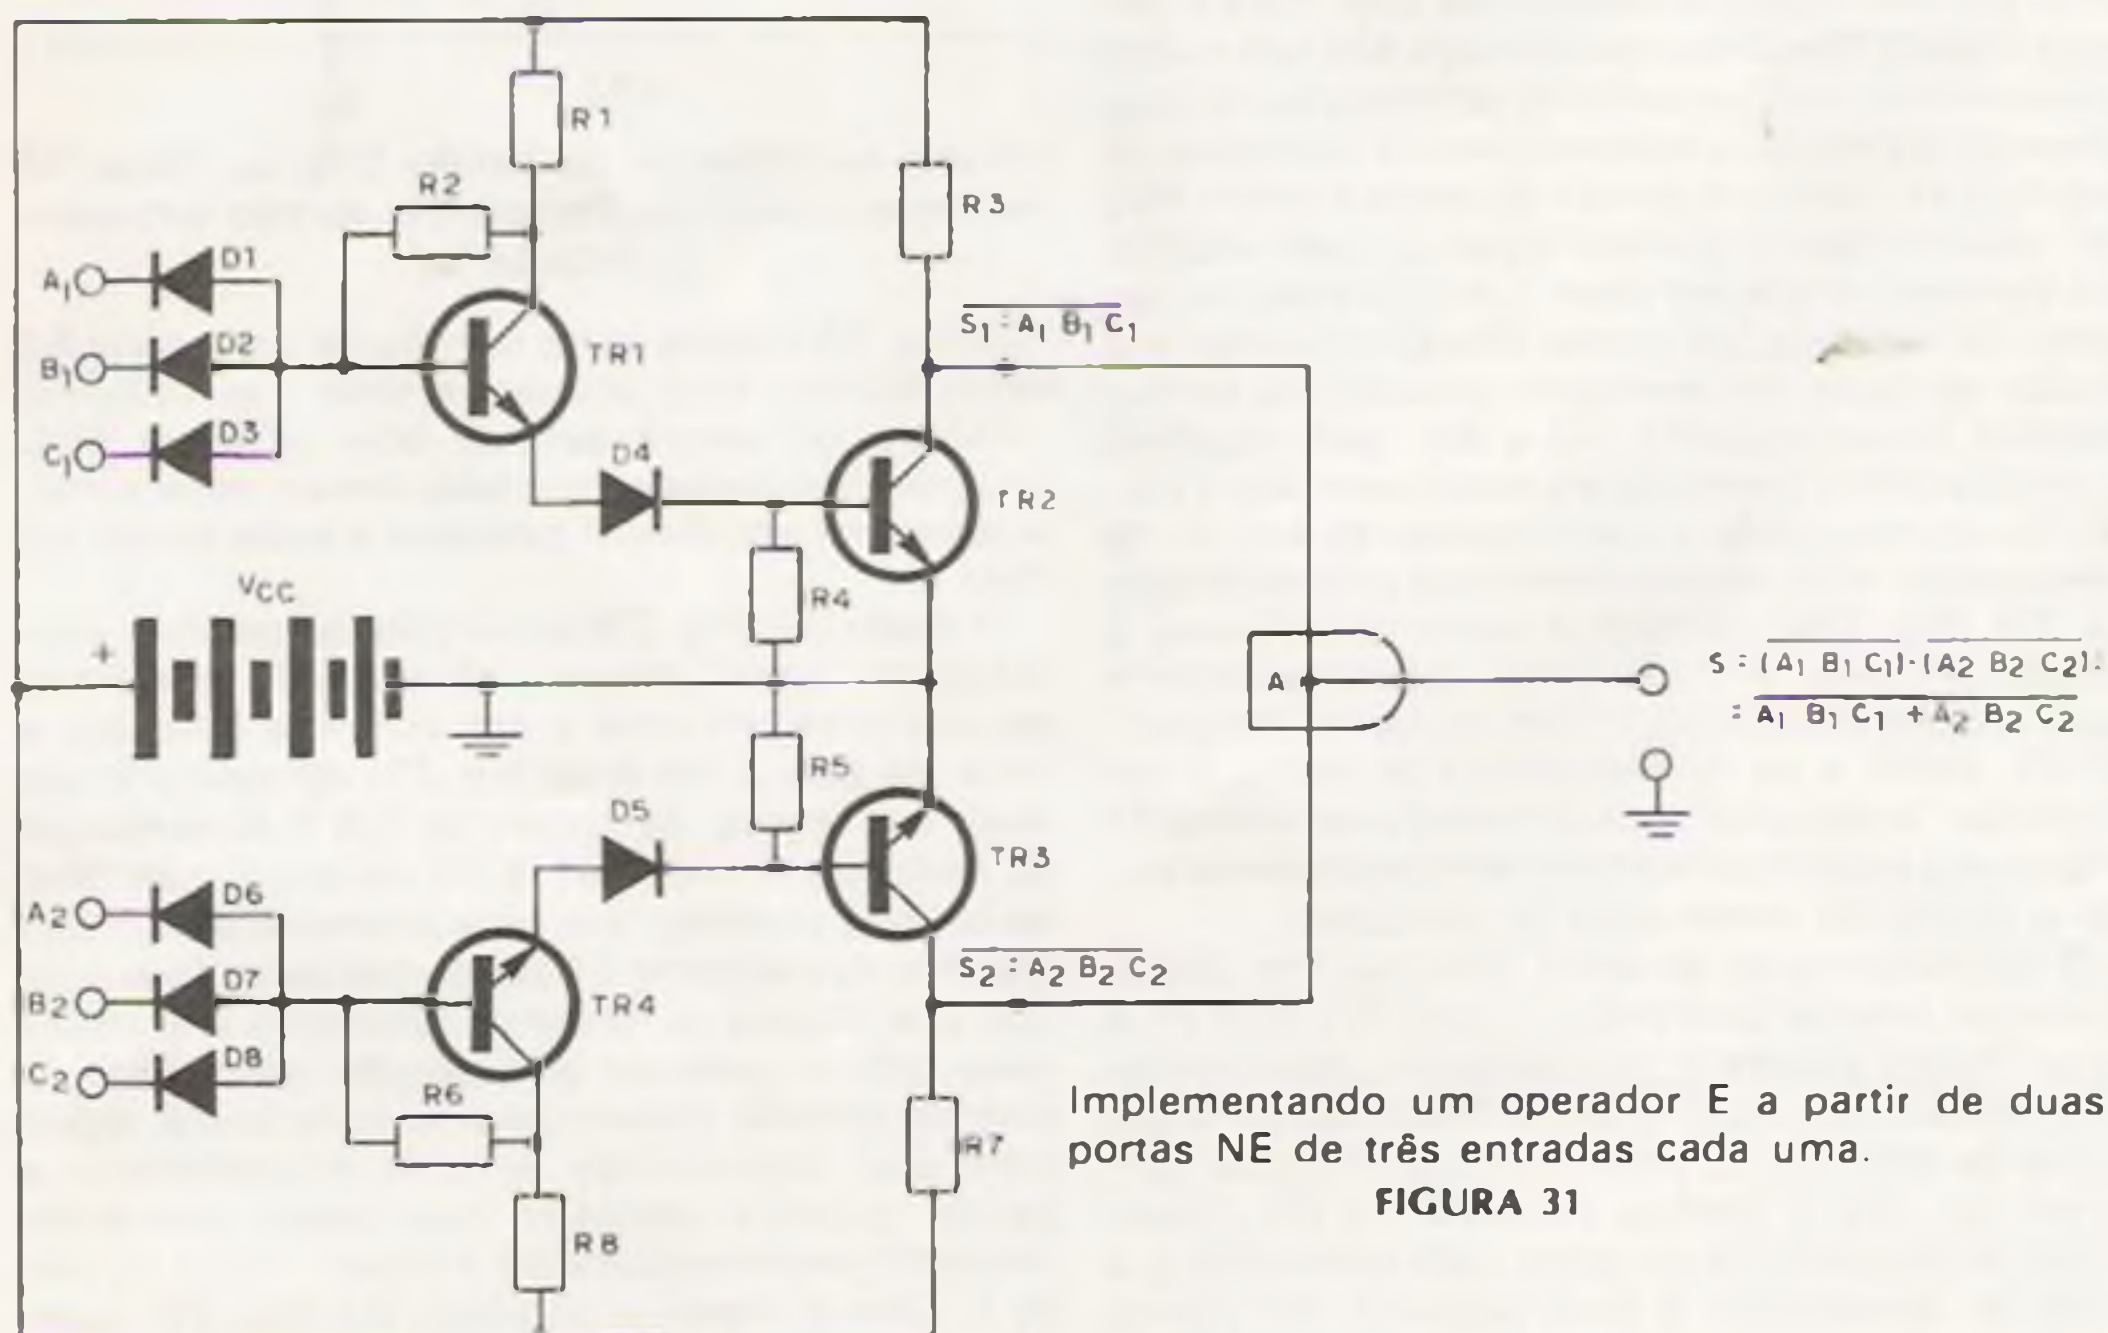 R1
R2
R3
A1 D1
B1 D2
C1 D3
TR1
S1 = A1 B1 C1
D4
TR2
VCC
R4
+
A
S = (A1 B1 C1) · (A2 B2 C2).
= A1 B1 C1 + A2 B2 C2
R5
D5
TR3
A2 D6
B2 D7
C2 D8
TR4
S2 = A2 B2 C2
R6
R7
R8
Implementando um operador E a partir de duas
portas NE de três entradas cada uma.
FIGURA 31